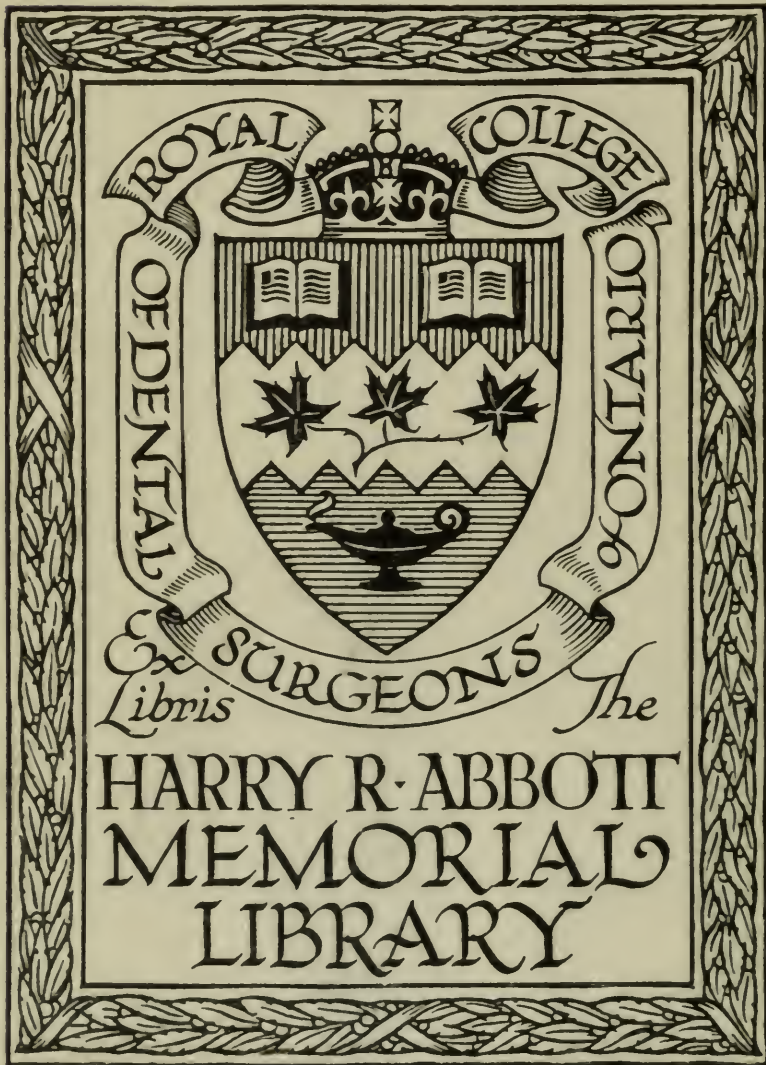 ROYAL COLLEGE
OF DENTAL
SURGEONS
of ONTARIO
Ex
Libris The
HARRY R. ABBOTT
MEMORIAL
LIBRARY